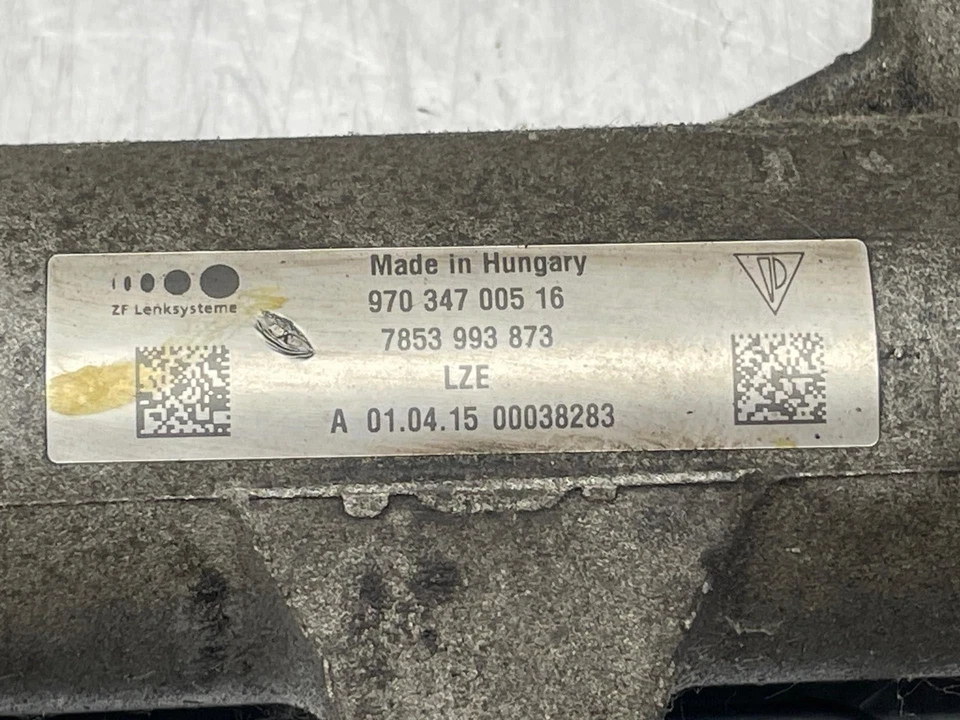 ZF Lenksysteme
Made in Hungary
970 347 005 16
7853 993 873
LZE
A 01.04.15 00038283